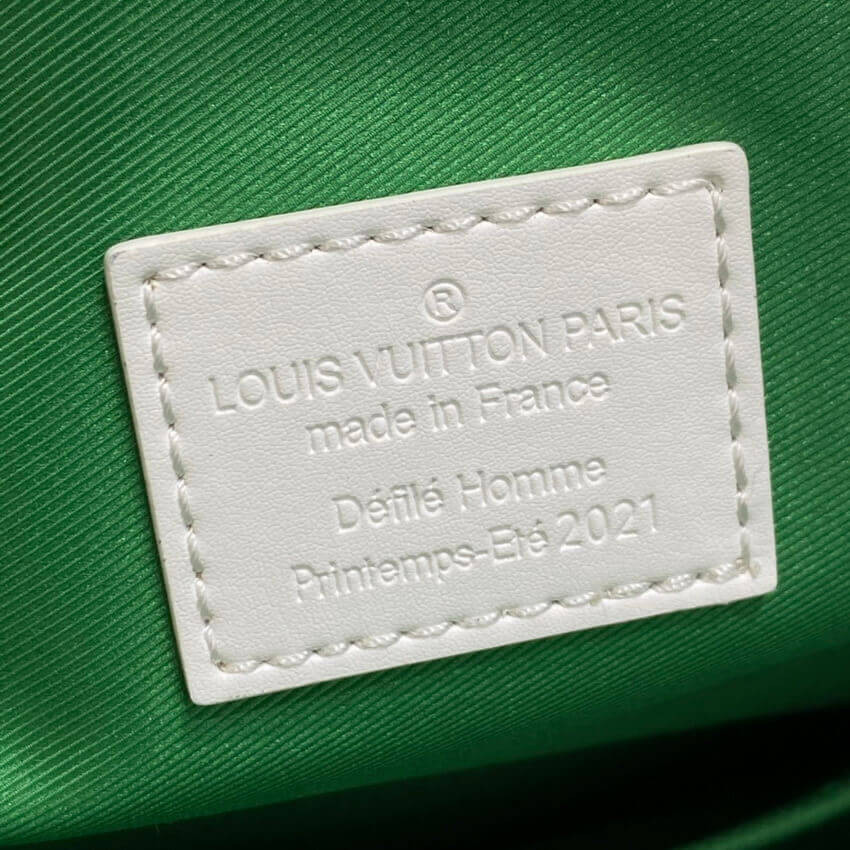 ®
LOUIS VUITTON PARIS
made in France
Défilé Homme
Printemps-Eté 2021